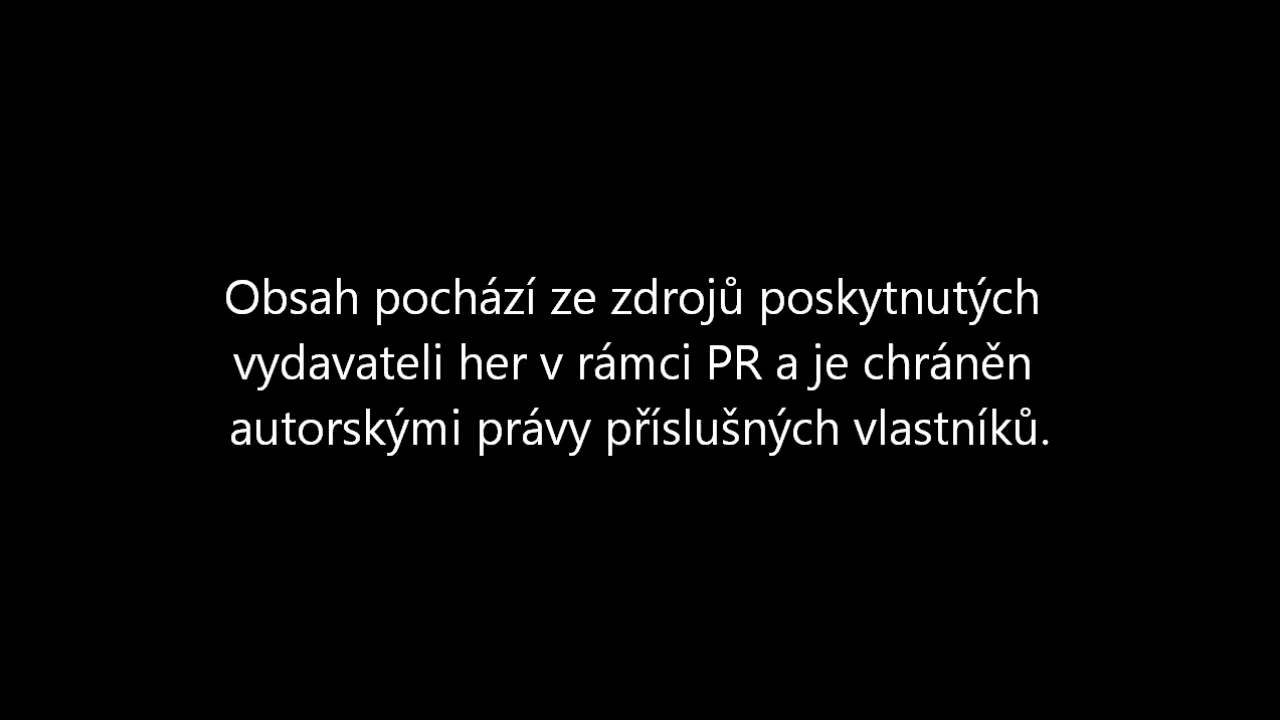 Obsah pochází ze zdrojů poskytnutých
vydavateli her v rámci PR a je chráněn
autorskými právy příslušných vlastníků.